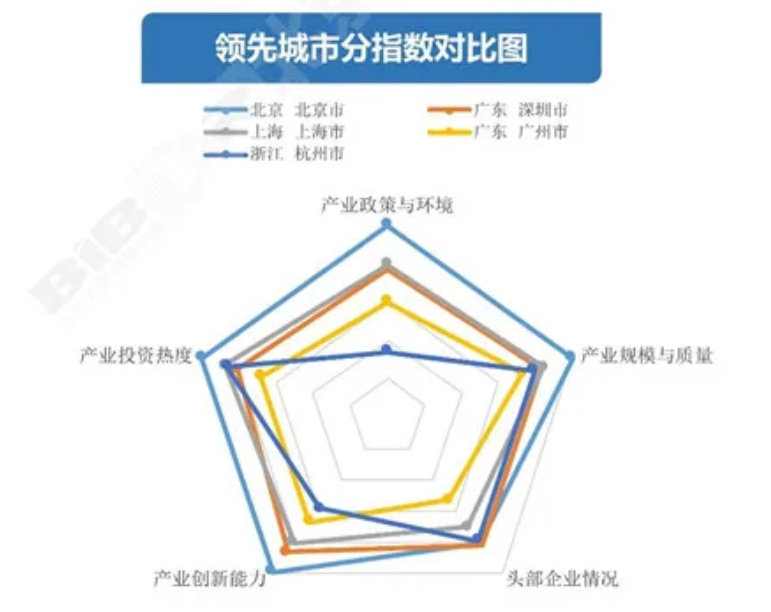 领先城市分指数对比图
北京 北京市 广东 深圳市
上海 上海市 广东 广州市
浙江 杭州市
产业政策与环境
产业投资热度
产业规模与质量
产业创新能力
头部企业情况
BiB